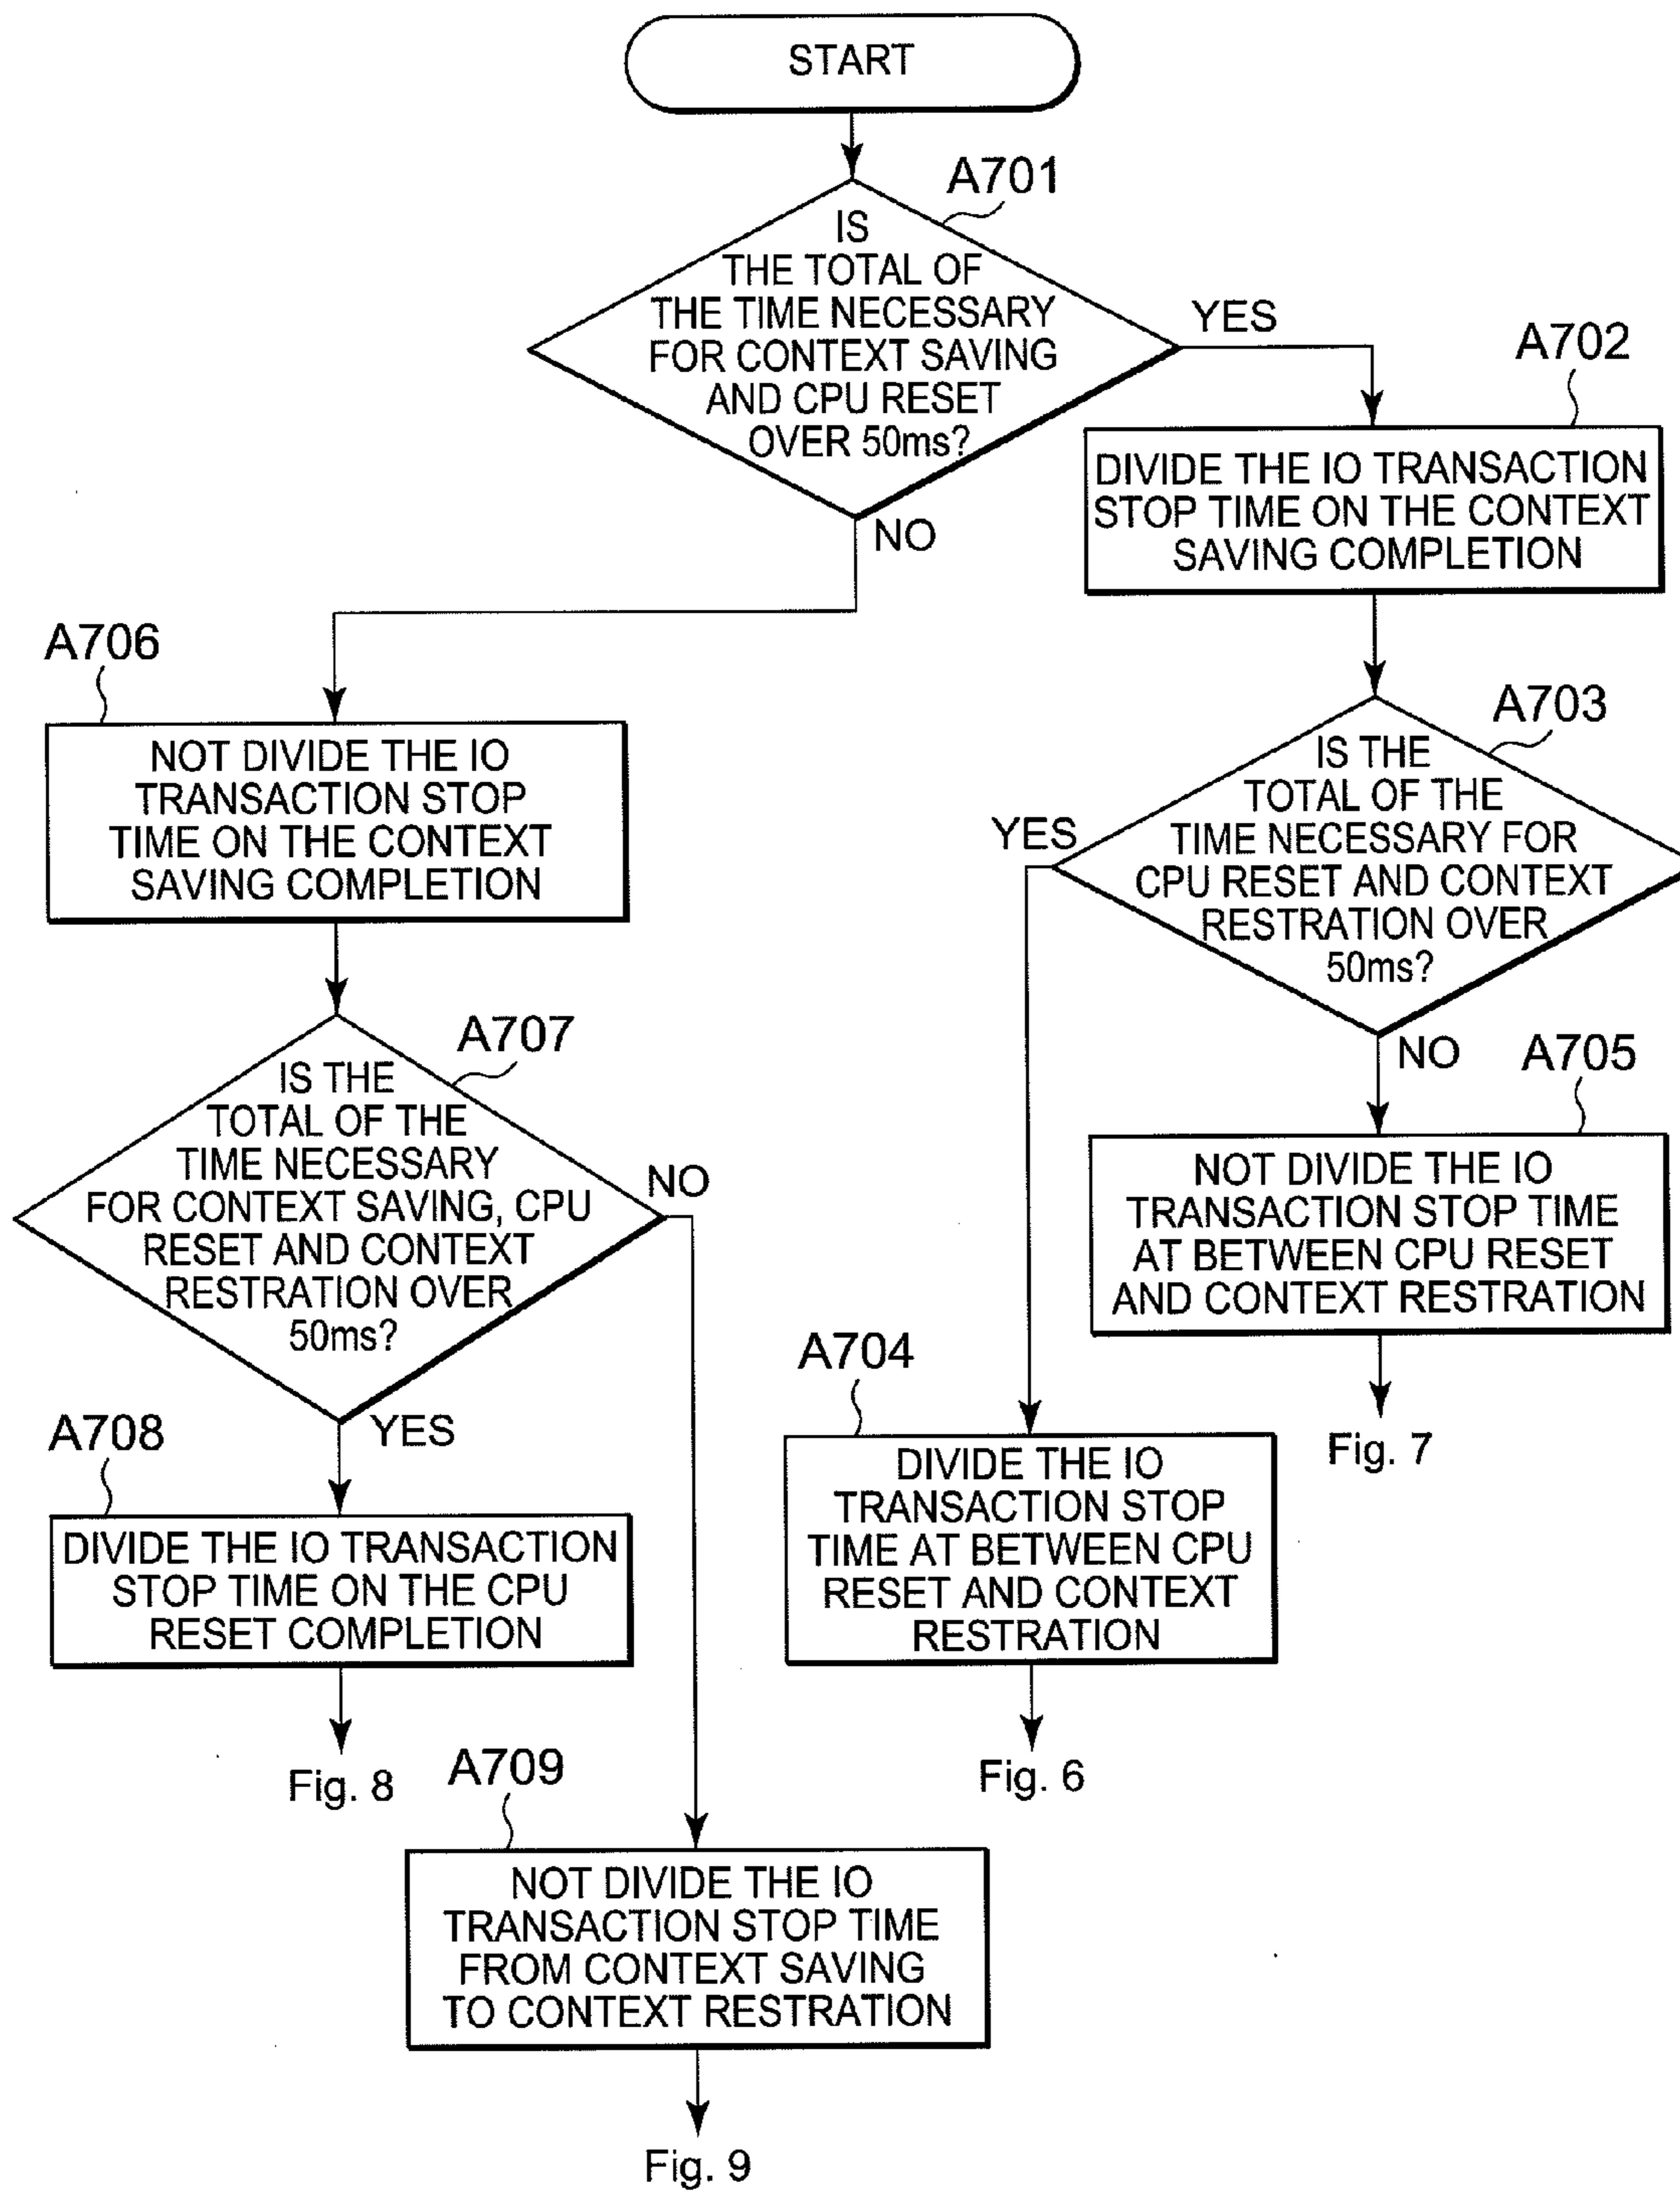 START
A701
IS
THE TOTAL OF
THE TIME NECESSARY
FOR CONTEXT SAVING
AND CPU RESET
OVER 50ms?
YES
NO
A702
DIVIDE THE IO TRANSACTION
STOP TIME ON THE CONTEXT
SAVING COMPLETION
A703
IS THE
TOTAL OF THE
TIME NECESSARY FOR
CPU RESET AND CONTEXT
RESTRATION OVER
50ms?
YES
NO
A706
NOT DIVIDE THE IO
TRANSACTION STOP
TIME ON THE CONTEXT
SAVING COMPLETION
A707
IS THE
TOTAL OF THE
TIME NECESSARY
FOR CONTEXT SAVING, CPU
RESET AND CONTEXT
RESTRATION OVER
50ms?
NO
YES
A705
NOT DIVIDE THE IO
TRANSACTION STOP TIME
AT BETWEEN CPU RESET
AND CONTEXT RESTRATION
Fig. 7
A704
DIVIDE THE IO
TRANSACTION STOP
TIME AT BETWEEN CPU
RESET AND CONTEXT
RESTRATION
Fig. 6
A708
DIVIDE THE IO TRANSACTION
STOP TIME ON THE CPU
RESET COMPLETION
Fig. 8
A709
NOT DIVIDE THE IO
TRANSACTION STOP TIME
FROM CONTEXT SAVING
TO CONTEXT RESTRATION
Fig. 9